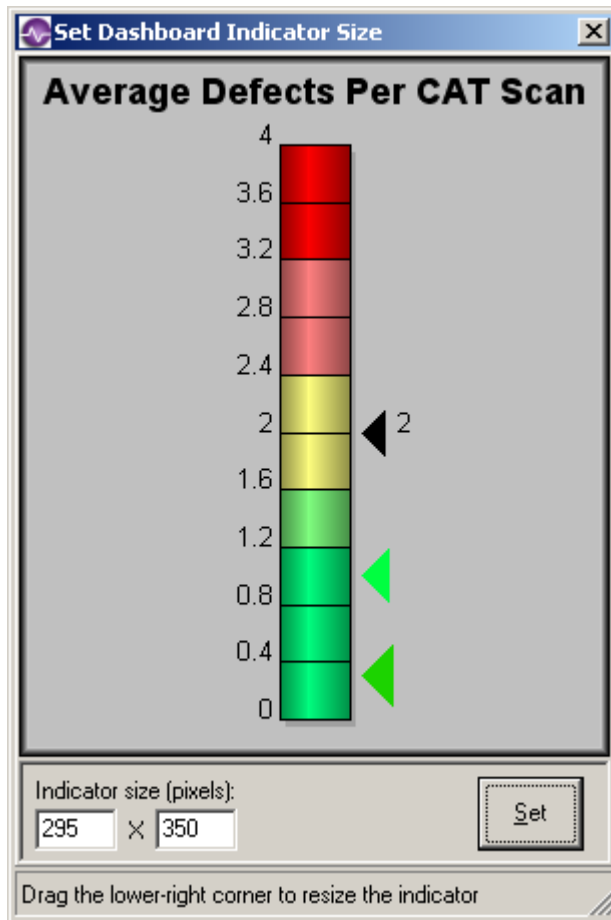 Set Dashboard Indicator Size
Average Defects Per CAT Scan
4
3.6
3.2
2.8
2.4
2 2
1.6
1.2
0.8
0.4
0
Indicator size (pixels):
295 X 350
Set
Drag the lower-right corner to resize the indicator